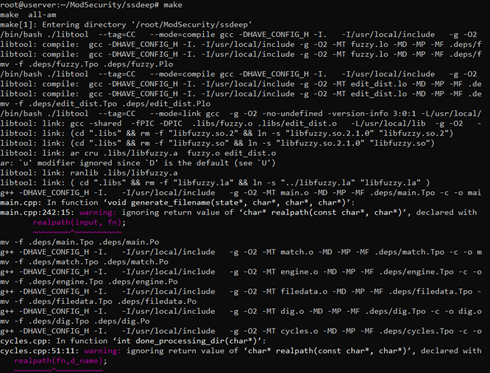 root@userver:~/ModSecurity/ssdeep# make
make  all-am
make[1]: Entering directory '/root/ModSecurity/ssdeep'
/bin/bash ./libtool  --tag=CC   --mode=compile gcc -DHAVE_CONFIG_H -I.   -I/usr/local/include   -g -O2
libtool: compile:  gcc -DHAVE_CONFIG_H -I. -I/usr/local/include -g -O2 -MT fuzzy.lo -MD -MP -MF .deps/f
libtool: compile:  gcc -DHAVE_CONFIG_H -I. -I/usr/local/include -g -O2 -MT fuzzy.lo -MD -MP -MF .deps/f
mv -f .deps/fuzzy.Tpo .deps/fuzzy.Plo
/bin/bash ./libtool  --tag=CC   --mode=compile gcc -DHAVE_CONFIG_H -I.   -I/usr/local/include   -g -O2
libtool: compile:  gcc -DHAVE_CONFIG_H -I. -I/usr/local/include -g -O2 -MT edit_dist.lo -MD -MP -MF .de
libtool: compile:  gcc -DHAVE_CONFIG_H -I. -I/usr/local/include -g -O2 -MT edit_dist.lo -MD -MP -MF .de
mv -f .deps/edit_dist.Tpo .deps/edit_dist.Plo
/bin/bash ./libtool  --tag=CC   --mode=link gcc -g -O2 -no-undefined -version-info 3:0:1 -L/usr/local/
libtool: link: gcc -shared  -fPIC -DPIC  .libs/fuzzy.o .libs/edit_dist.o   -L/usr/local/lib  -g -O2   -
libtool: link: (cd ".libs" && rm -f "libfuzzy.so.2" && ln -s "libfuzzy.so.2.1.0" "libfuzzy.so.2")
libtool: link: (cd ".libs" && rm -f "libfuzzy.so" && ln -s "libfuzzy.so.2.1.0" "libfuzzy.so")
libtool: link: ar cru .libs/libfuzzy.a  fuzzy.o edit_dist.o
ar: `u' modifier ignored since `D' is the default (see `U')
libtool: link: ranlib .libs/libfuzzy.a
libtool: link: ( cd ".libs" && rm -f "libfuzzy.la" && ln -s "../libfuzzy.la" "libfuzzy.la" )
g++ -DHAVE_CONFIG_H -I.   -I/usr/local/include   -g -O2 -MT main.o -MD -MP -MF .deps/main.Tpo -c -o mai
main.cpp: In function ‘void generate_filename(state*, char*, char*, char*)’:
main.cpp:242:15: warning: ignoring return value of ‘char* realpath(const char*, char*)’, declared with
realpath(input, fn);
~~~~~~~~^~~~~~~~~~~
mv -f .deps/main.Tpo .deps/main.Po
g++ -DHAVE_CONFIG_H -I.   -I/usr/local/include   -g -O2 -MT match.o -MD -MP -MF .deps/match.Tpo -c -o m
mv -f .deps/match.Tpo .deps/match.Po
g++ -DHAVE_CONFIG_H -I.   -I/usr/local/include   -g -O2 -MT engine.o -MD -MP -MF .deps/engine.Tpo -c -o
mv -f .deps/engine.Tpo .deps/engine.Po
g++ -DHAVE_CONFIG_H -I.   -I/usr/local/include   -g -O2 -MT filedata.o -MD -MP -MF .deps/filedata.Tpo -
mv -f .deps/filedata.Tpo .deps/filedata.Po
g++ -DHAVE_CONFIG_H -I.   -I/usr/local/include   -g -O2 -MT dig.o -MD -MP -MF .deps/dig.Tpo -c -o dig.o
mv -f .deps/dig.Tpo .deps/dig.Po
g++ -DHAVE_CONFIG_H -I.   -I/usr/local/include   -g -O2 -MT cycles.o -MD -MP -MF .deps/cycles.Tpo -c -o
cycles.cpp: In function ‘int done_processing_dir(char*)’:
cycles.cpp:51:11: warning: ignoring return value of ‘char* realpath(const char*, char*)’, declared with
realpath(fn,d_name);
~~~~~~~~^~~~~~~~~~~